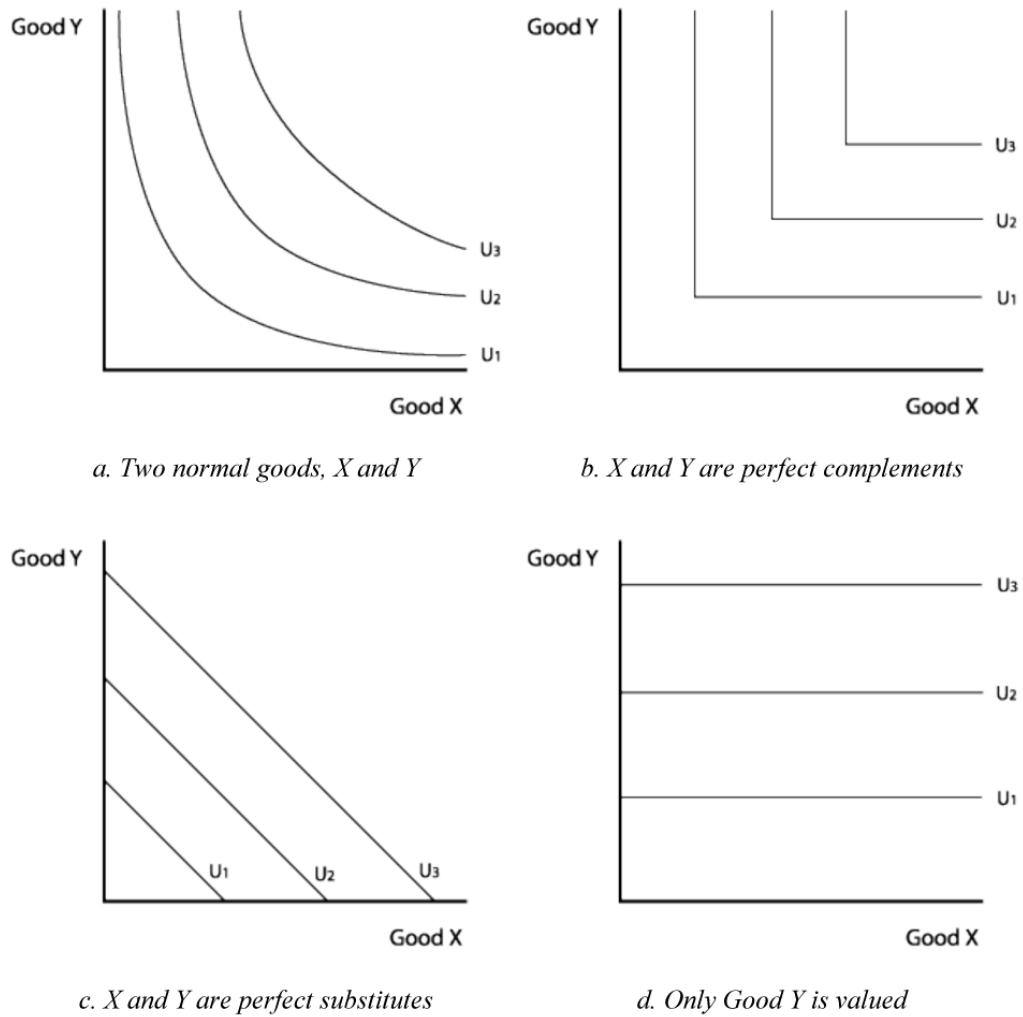 Good Y
U3
U2
U1
Good X
a. Two normal goods, X and Y
Good Y
U3
U2
U1
Good X
b. X and Y are perfect complements
Good Y
U1
U2
U3
Good X
c. X and Y are perfect substitutes
Good Y
U3
U2
U1
Good X
d. Only Good Y is valued